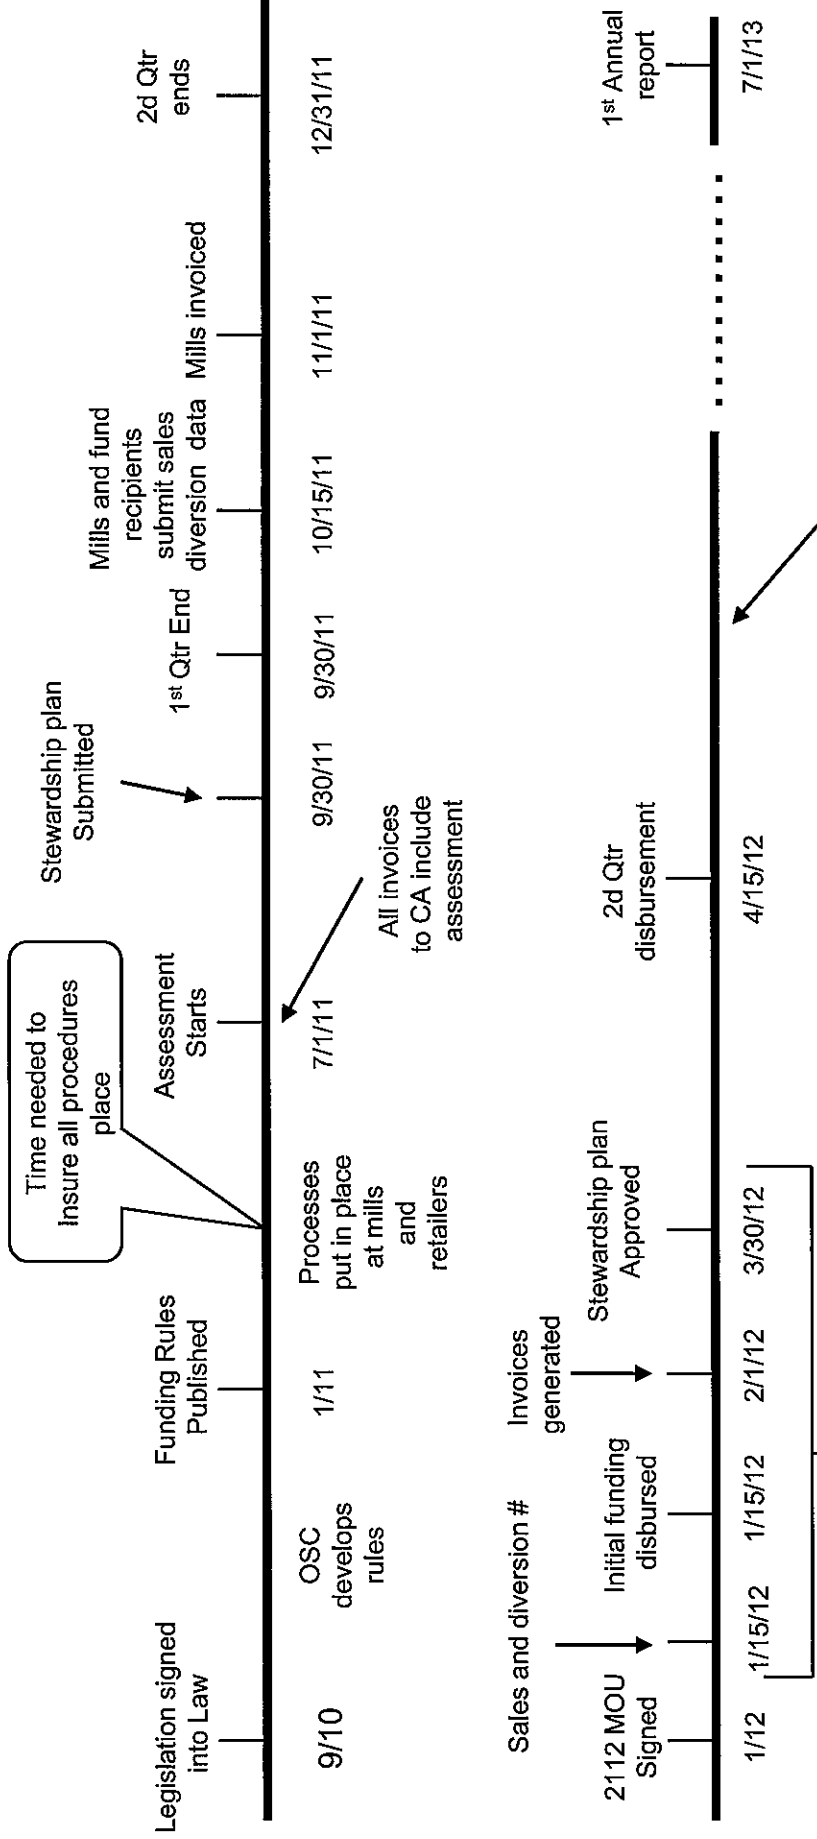 Legislation signed
into Law
9/10
OSC
develops
rules
Funding Rules
Published
1/11
Time needed to
Insure all procedures
place
Processes
put in place
at mills
and
retailers
Assessment
Starts
7/1/11
All invoices
to CA include
assessment
Stewardship plan
Submitted
9/30/11
1st Qtr End
9/30/11
Mills and fund
recipients
submit sales
diversion data
10/15/11
Mills invoiced
11/1/11
2d Qtr
ends
12/31/11
2112 MOU
Signed
1/12
Sales and diversion #
1/15/12
Initial funding
disbursed
1/15/12
Invoices
generated
2/1/12
Stewardship plan
Approved
3/30/12
2d Qtr
disbursement
4/15/12
1st Annual
report
7/1/13